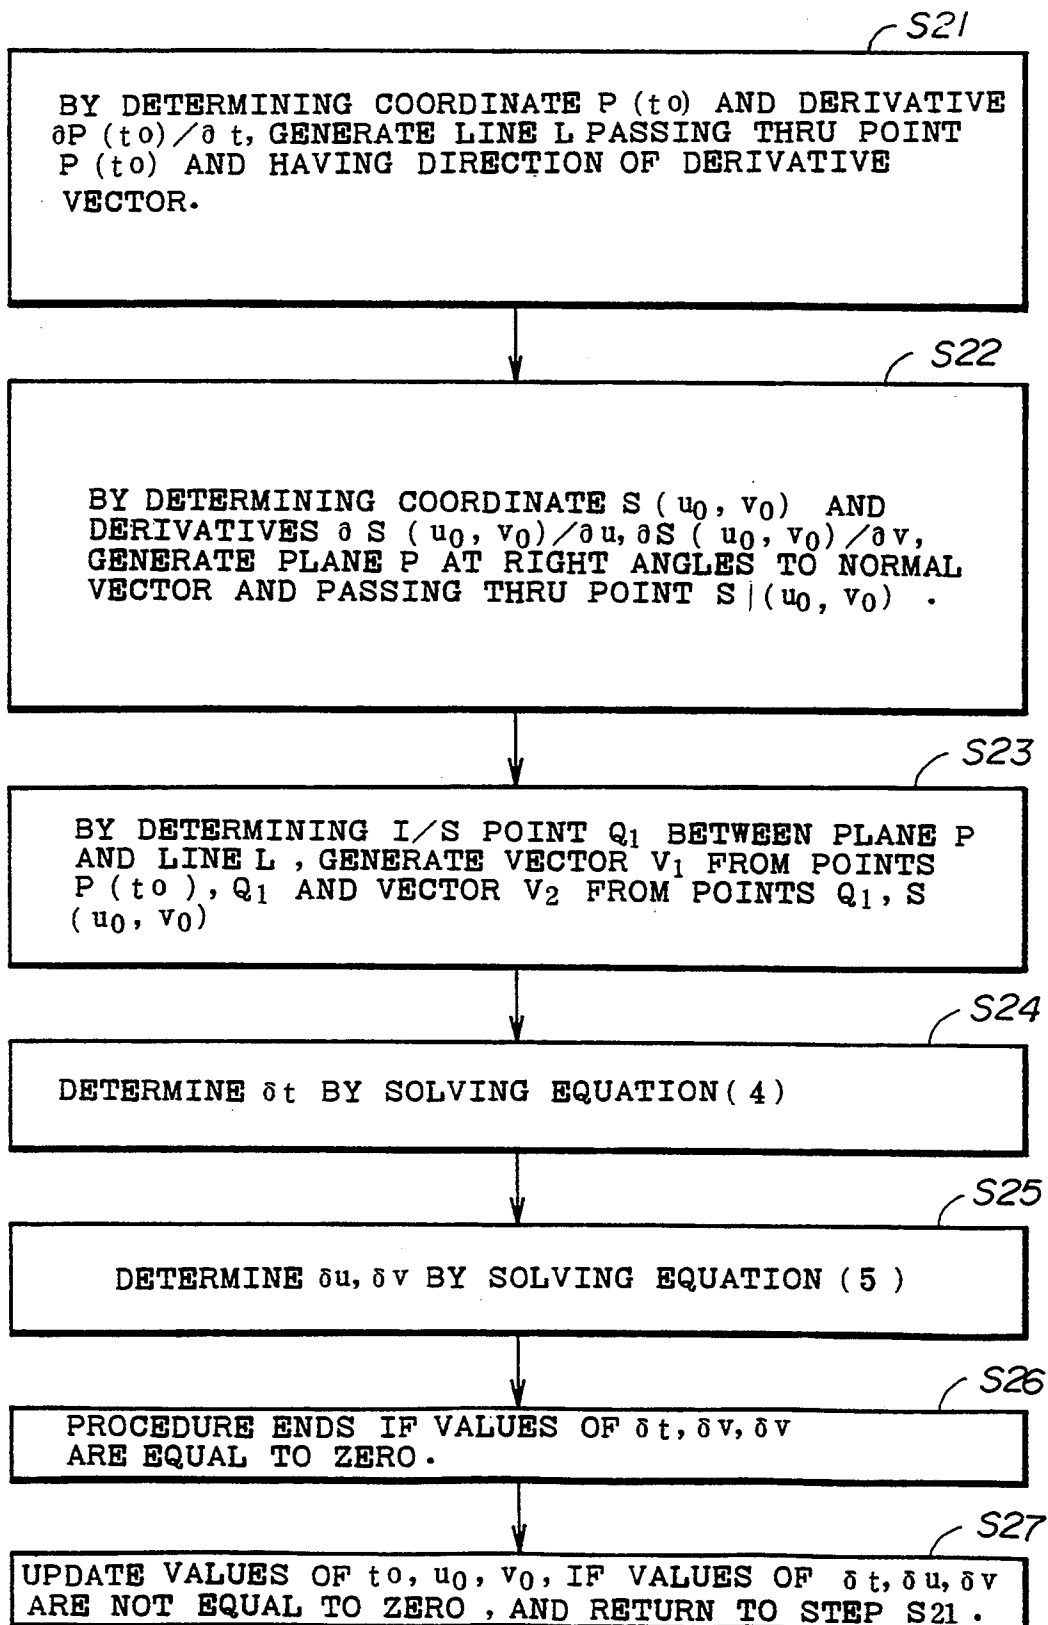 S21
BY DETERMINING COORDINATE P (to) AND DERIVATIVE
∂P (to)/∂t, GENERATE LINE L PASSING THRU POINT
P (to) AND HAVING DIRECTION OF DERIVATIVE
VECTOR.
S22
BY DETERMINING COORDINATE S (u₀, v₀) AND
DERIVATIVES ∂S (u₀, v₀)/∂u, ∂S (u₀, v₀)/∂v,
GENERATE PLANE P AT RIGHT ANGLES TO NORMAL
VECTOR AND PASSING THRU POINT S|(u₀, v₀) .
S23
BY DETERMINING I/S POINT Q₁ BETWEEN PLANE P
AND LINE L , GENERATE VECTOR V₁ FROM POINTS
P (to ), Q₁ AND VECTOR V₂ FROM POINTS Q₁, S
(u₀, v₀)
S24
DETERMINE δt BY SOLVING EQUATION(4)
S25
DETERMINE δu, δv BY SOLVING EQUATION (5)
S26
PROCEDURE ENDS IF VALUES OF δt, δv, δv
ARE EQUAL TO ZERO.
S27
UPDATE VALUES OF to, u₀, v₀, IF VALUES OF δt, δu, δv
ARE NOT EQUAL TO ZERO , AND RETURN TO STEP S21.